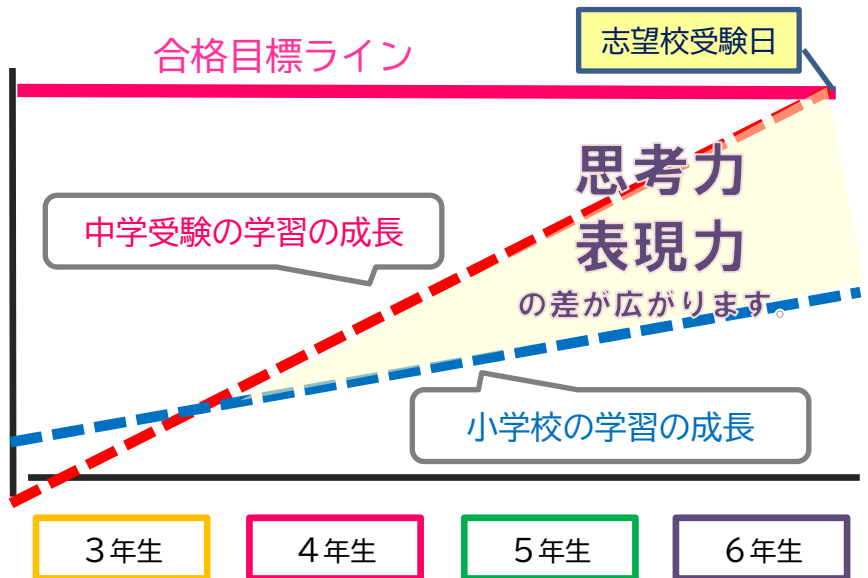 志望校受験日
合格目標ライン
思考力
表現力
の差が広がります。
中学受験の学習の成長
小学校の学習の成長
３年生
４年生
５年生
６年生